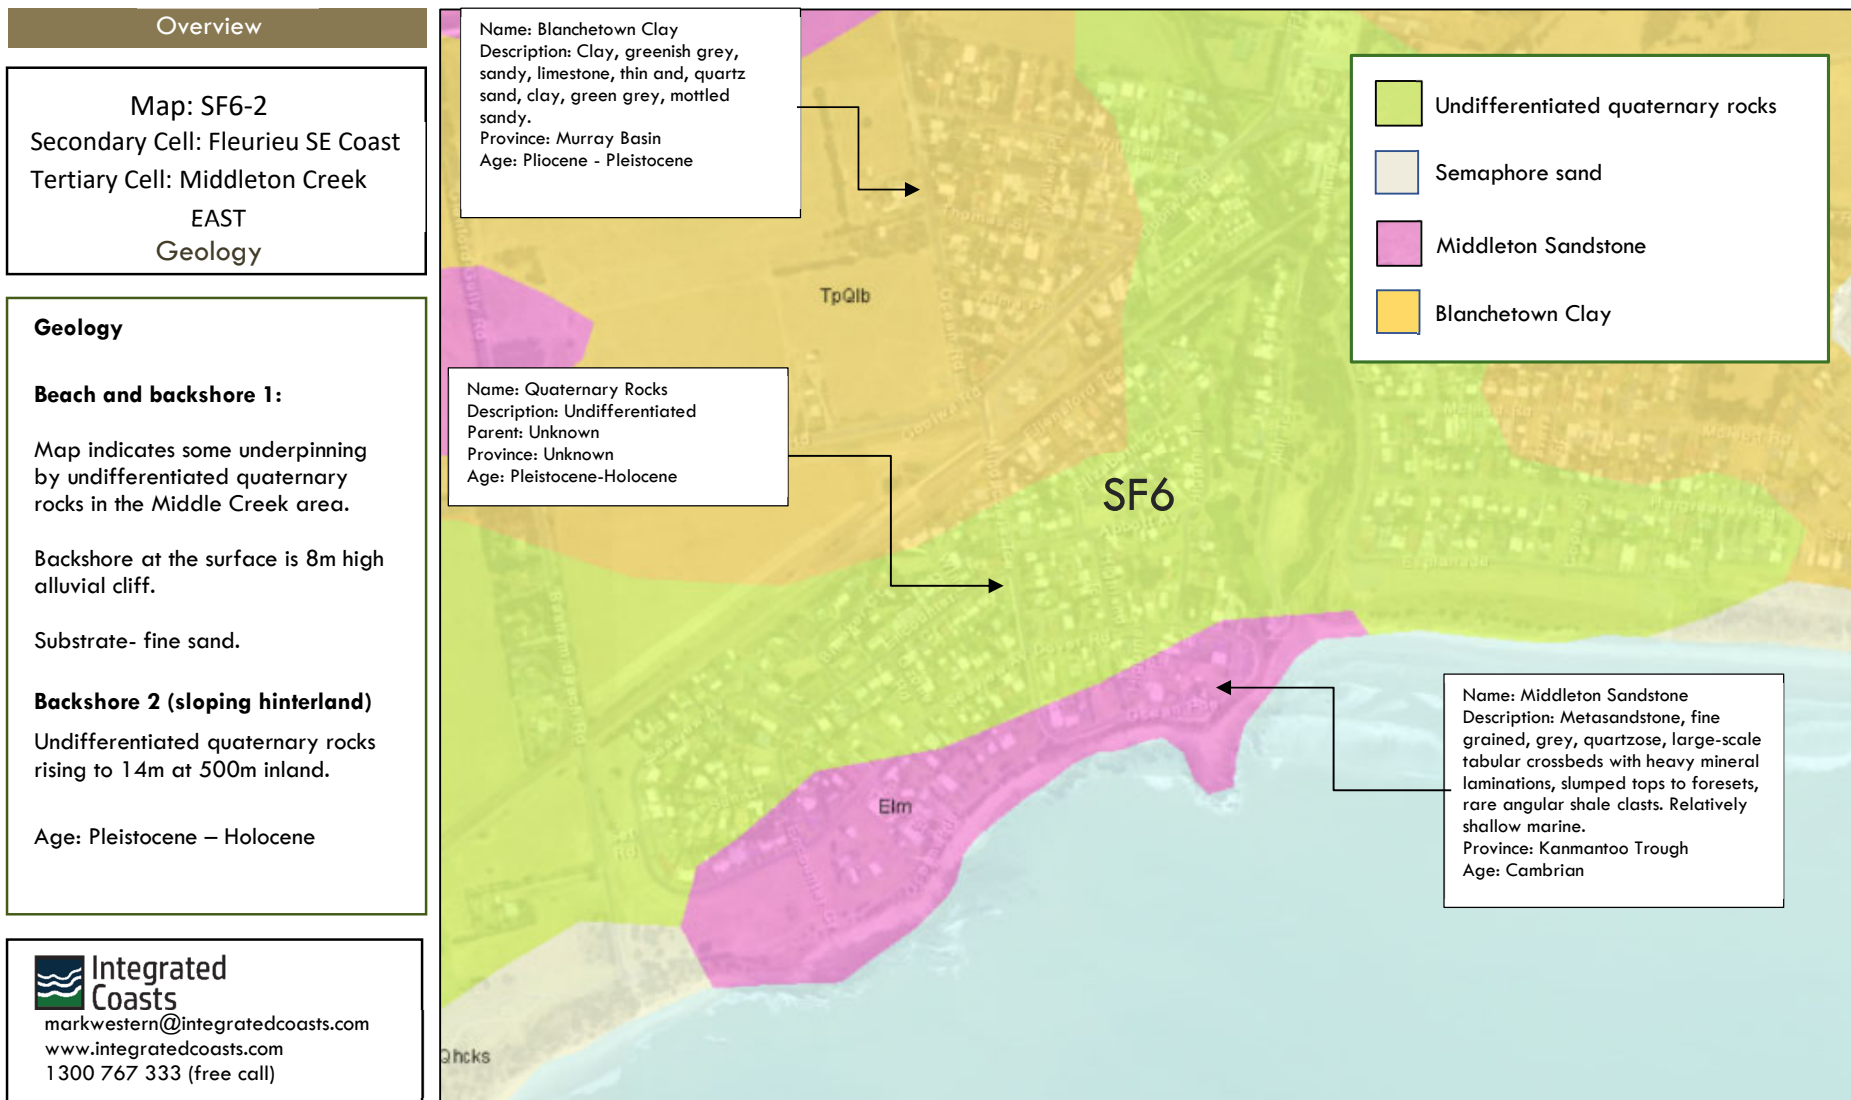 Overview
Map: SF6-2
Secondary Cell: Fleurieu SE Coast
Tertiary Cell: Middleton Creek
EAST
Geology
Geology
Beach and backshore 1:
Map indicates some underpinning
by undifferentiated quaternary
rocks in the Middle Creek area.
Backshore at the surface is 8m high
alluvial cliff.
Substrate- fine sand.
Backshore 2 (sloping hinterland)
Undifferentiated quaternary rocks
rising to 14m at 500m inland.
Age: Pleistocene – Holocene
Integrated
Coasts
markwestern@integratedcoasts.com
www.integratedcoasts.com
1300 767 333 (free call)
Name: Blanchetown Clay
Description: Clay, greenish grey,
sandy, limestone, thin and, quartz
sand, clay, green grey, mottled
sandy.
Province: Murray Basin
Age: Pliocene - Pleistocene
Undifferentiated quaternary rocks
Semaphore sand
Middleton Sandstone
Blanchetown Clay
TpQlb
Name: Quaternary Rocks
Description: Undifferentiated
Parent: Unknown
Province: Unknown
Age: Pleistocene-Holocene
SF6
Goolwa Rd
Esplanade
Name: Middleton Sandstone
Description: Metasandstone, fine
grained, grey, quartzose, large-scale
tabular crossbeds with heavy mineral
laminations, slumped tops to foresets,
rare angular shale clasts. Relatively
shallow marine.
Province: Kanmantoo Trough
Age: Cambrian
Elm
Qhcks